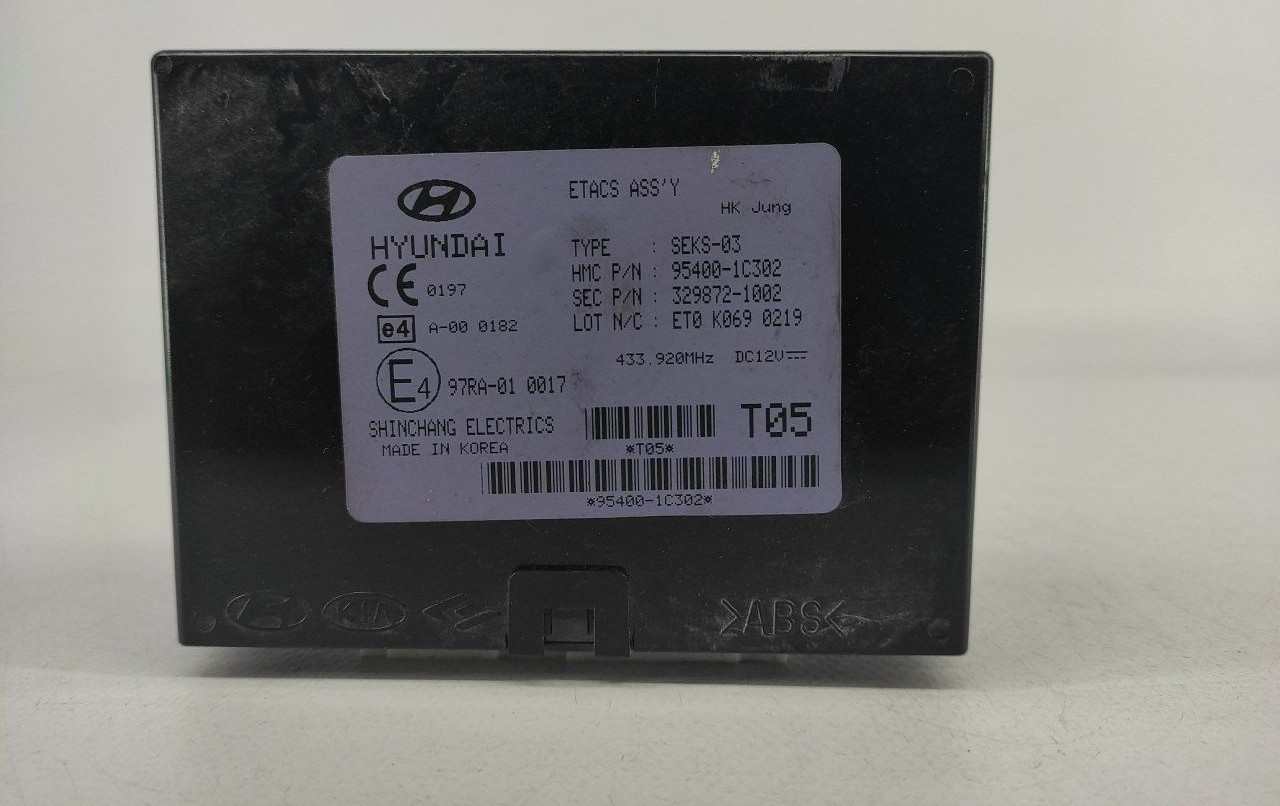 ETACS ASS'Y
HK Jung
HYUNDAI
TYPE : SEKS-03
HMC P/N : 95400-1C302
CE 0197
SEC P/N : 329872-1002
e4 A-00 0182
LOT N/C : ET0 K069 0219
433.920MHz DC12V
E4 97RA-01 0017
SHINCHANG ELECTRICS
T05
MADE IN KOREA
*T05*
*95400-1C302*
KIA
>ABS<